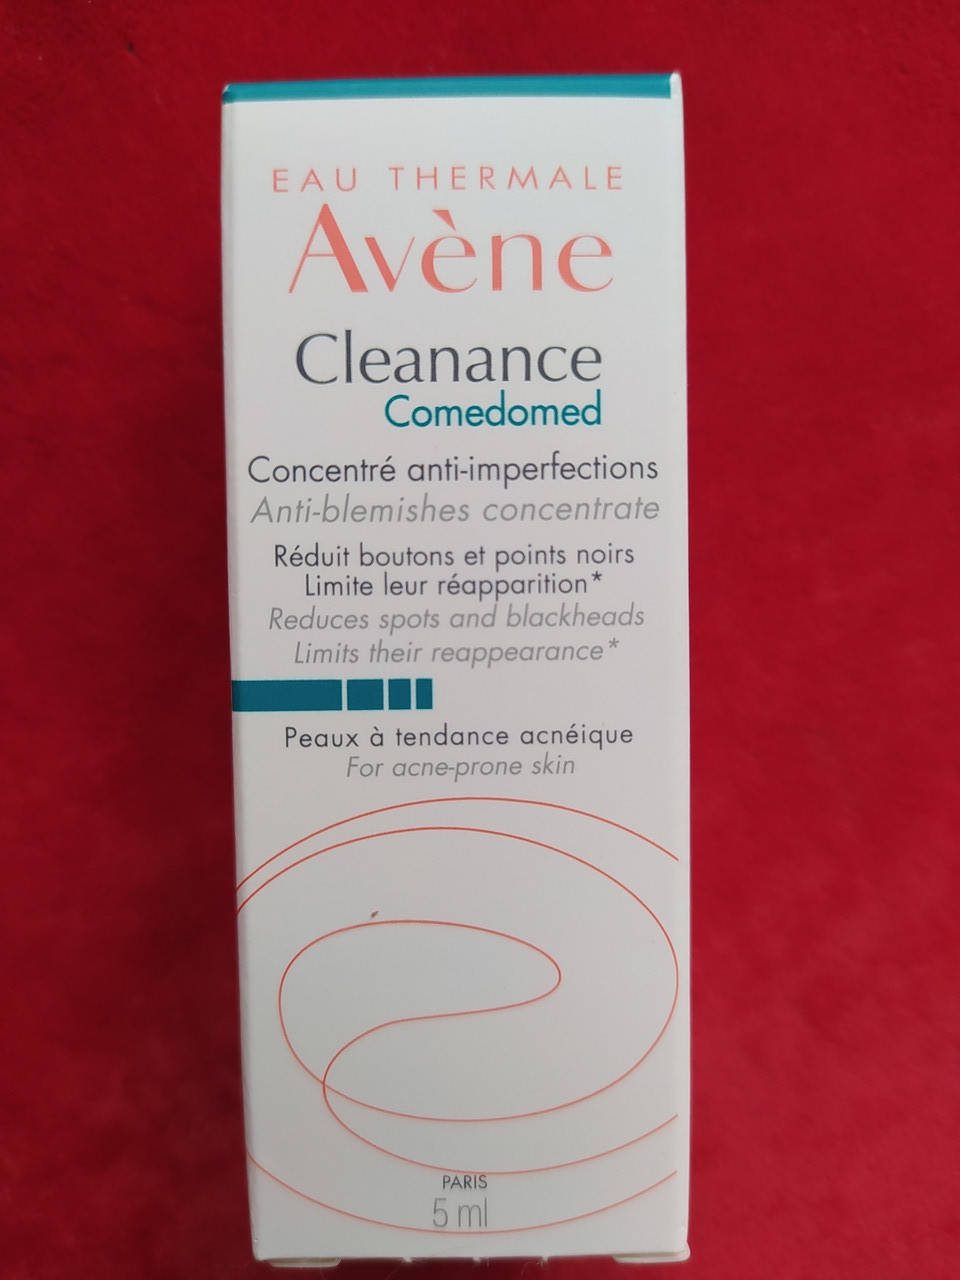 EAU THERMALE
Avène
Cleanance
Comedomed
Concentré anti-imperfections
Anti-blemishes concentrate
Réduit boutons et points noirs
Limite leur réapparition*
Reduces spots and blackheads
Limits their reappearance*
Peaux à tendance acnéique
For acne-prone skin
PARIS
5 ml